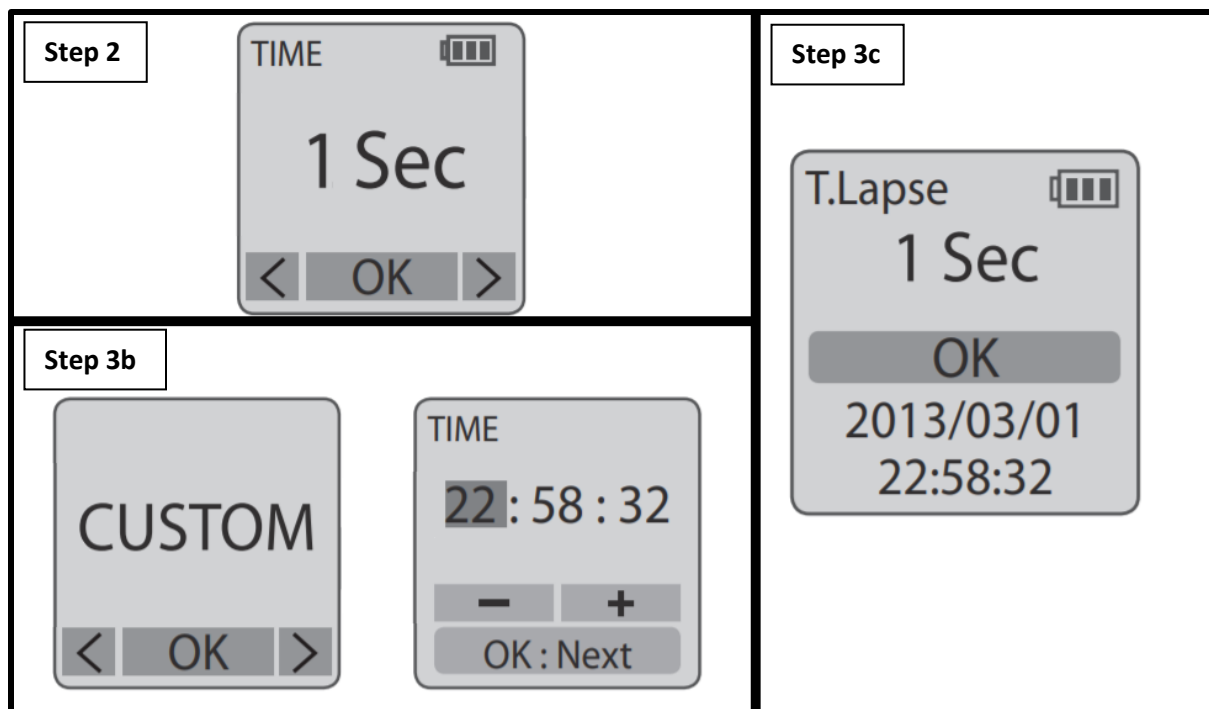 Step 2
TIME
1 Sec
< OK >
Step 3b
CUSTOM
< OK >
TIME
22 : 58 : 32
− +
OK : Next
Step 3c
T.Lapse
1 Sec
OK
2013/03/01
22:58:32